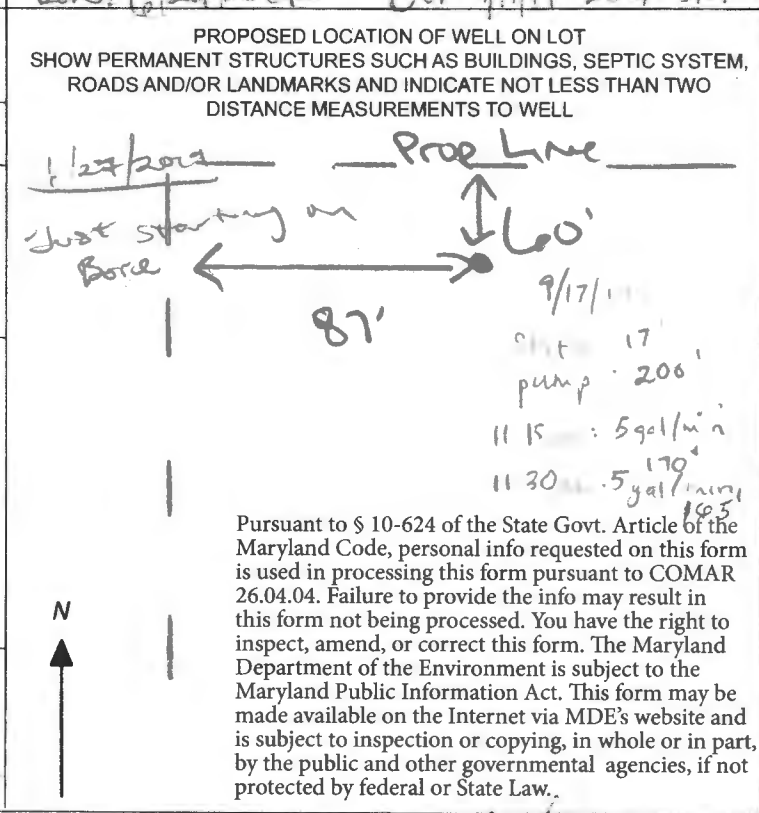 PROPOSED LOCATION OF WELL ON LOT
SHOW PERMANENT STRUCTURES SUCH AS BUILDINGS, SEPTIC SYSTEM,
ROADS AND/OR LANDMARKS AND INDICATE NOT LESS THAN TWO
DISTANCE MEASUREMENTS TO WELL
Prop Line
Just starting on
60'
87'
9/17/
17
pump 200'
11 15 : 5 gal/min
170'
11 30 .5 gal/min
165
Pursuant to § 10-624 of the State Govt. Article of the
Maryland Code, personal info requested on this form
is used in processing this form pursuant to COMAR
26.04.04. Failure to provide the info may result in
this form not being processed. You have the right to
inspect, amend, or correct this form. The Maryland
Department of the Environment is subject to the
Maryland Public Information Act. This form may be
made available on the Internet via MDE's website and
is subject to inspection or copying, in whole or in part,
by the public and other governmental agencies, if not
protected by federal or State Law.
N